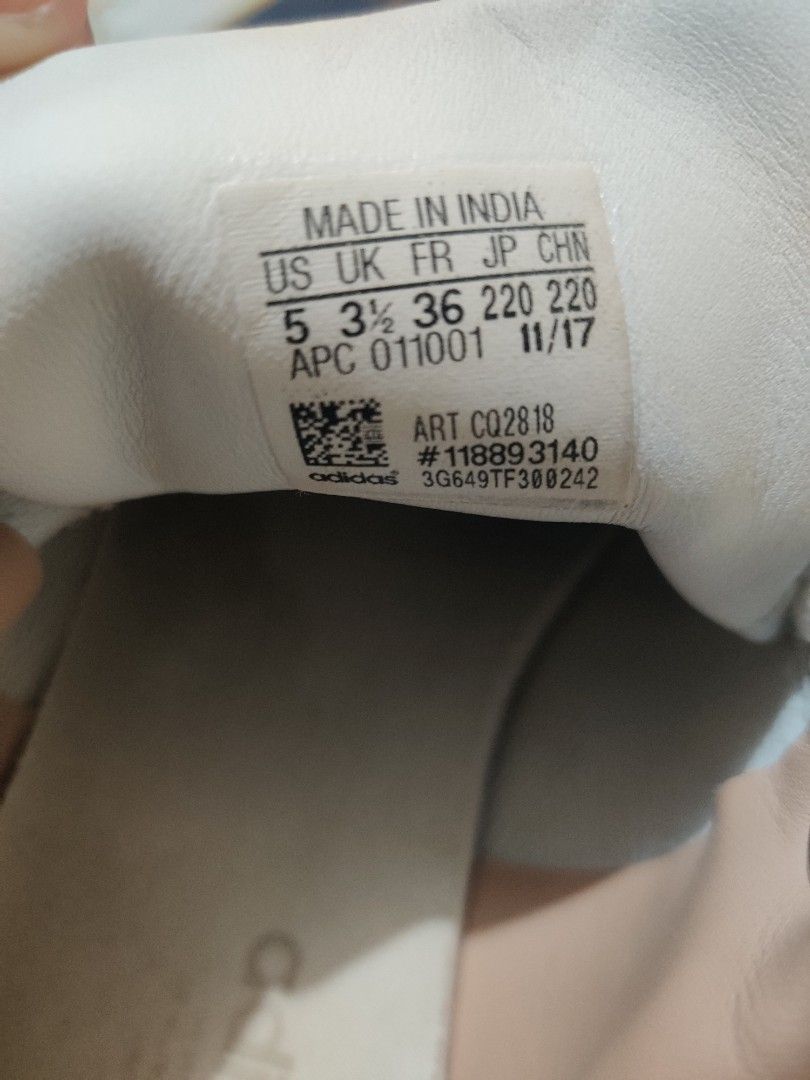 MADE IN INDIA
US UK FR JP CHN
5 3½ 36 220 220
APC 011001 11/17
ART CQ2818
#118893140
adidas® 3G649TF300242